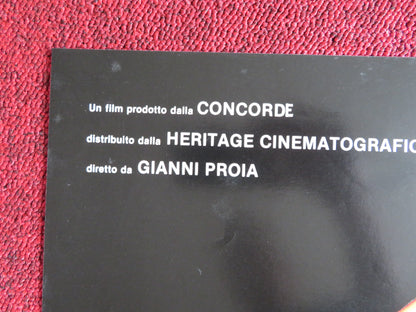 Un film prodotto dalla CONCORDE
distribuito dalla HERITAGE CINEMATOGRAFIC
diretto da GIANNI PROIA